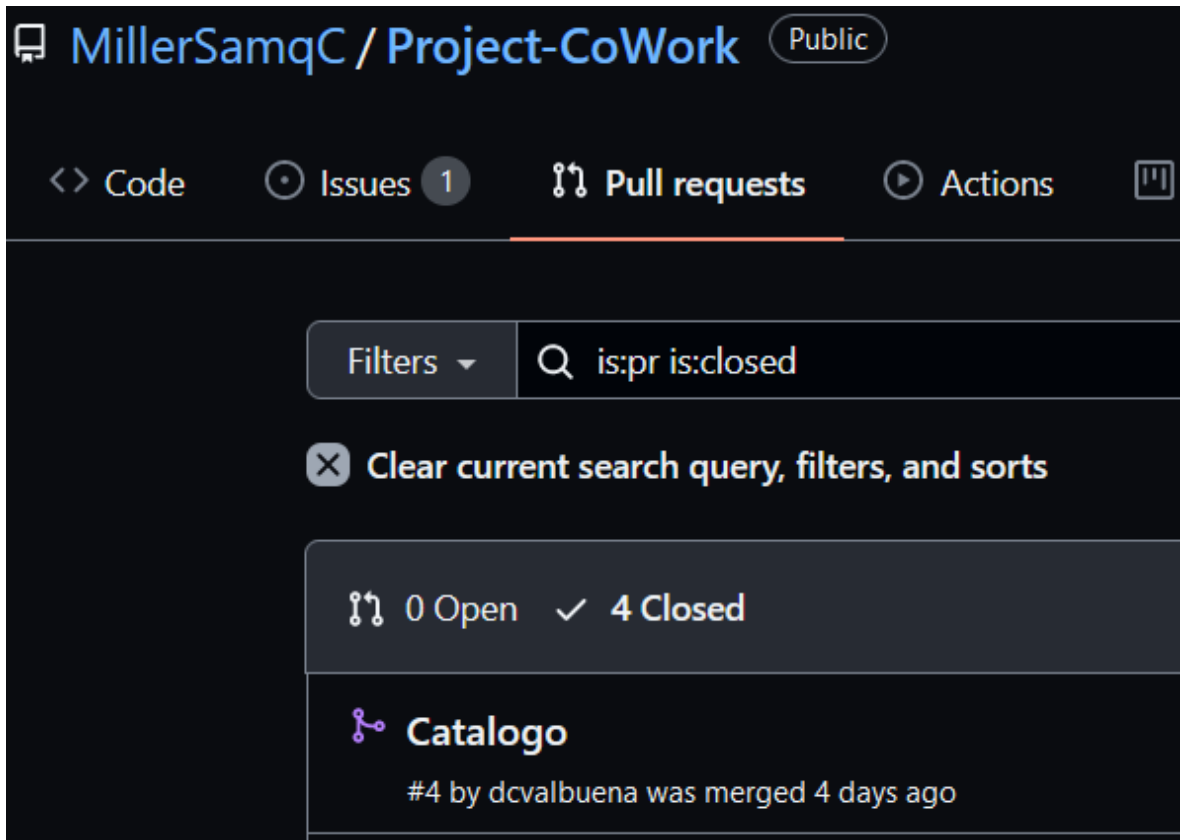 MillerSamqC / Project-CoWork Public
Code Issues 1 Pull requests Actions
Filters is:pr is:closed
Clear current search query, filters, and sorts
0 Open 4 Closed
Catalogo
#4 by dcvalbuena was merged 4 days ago